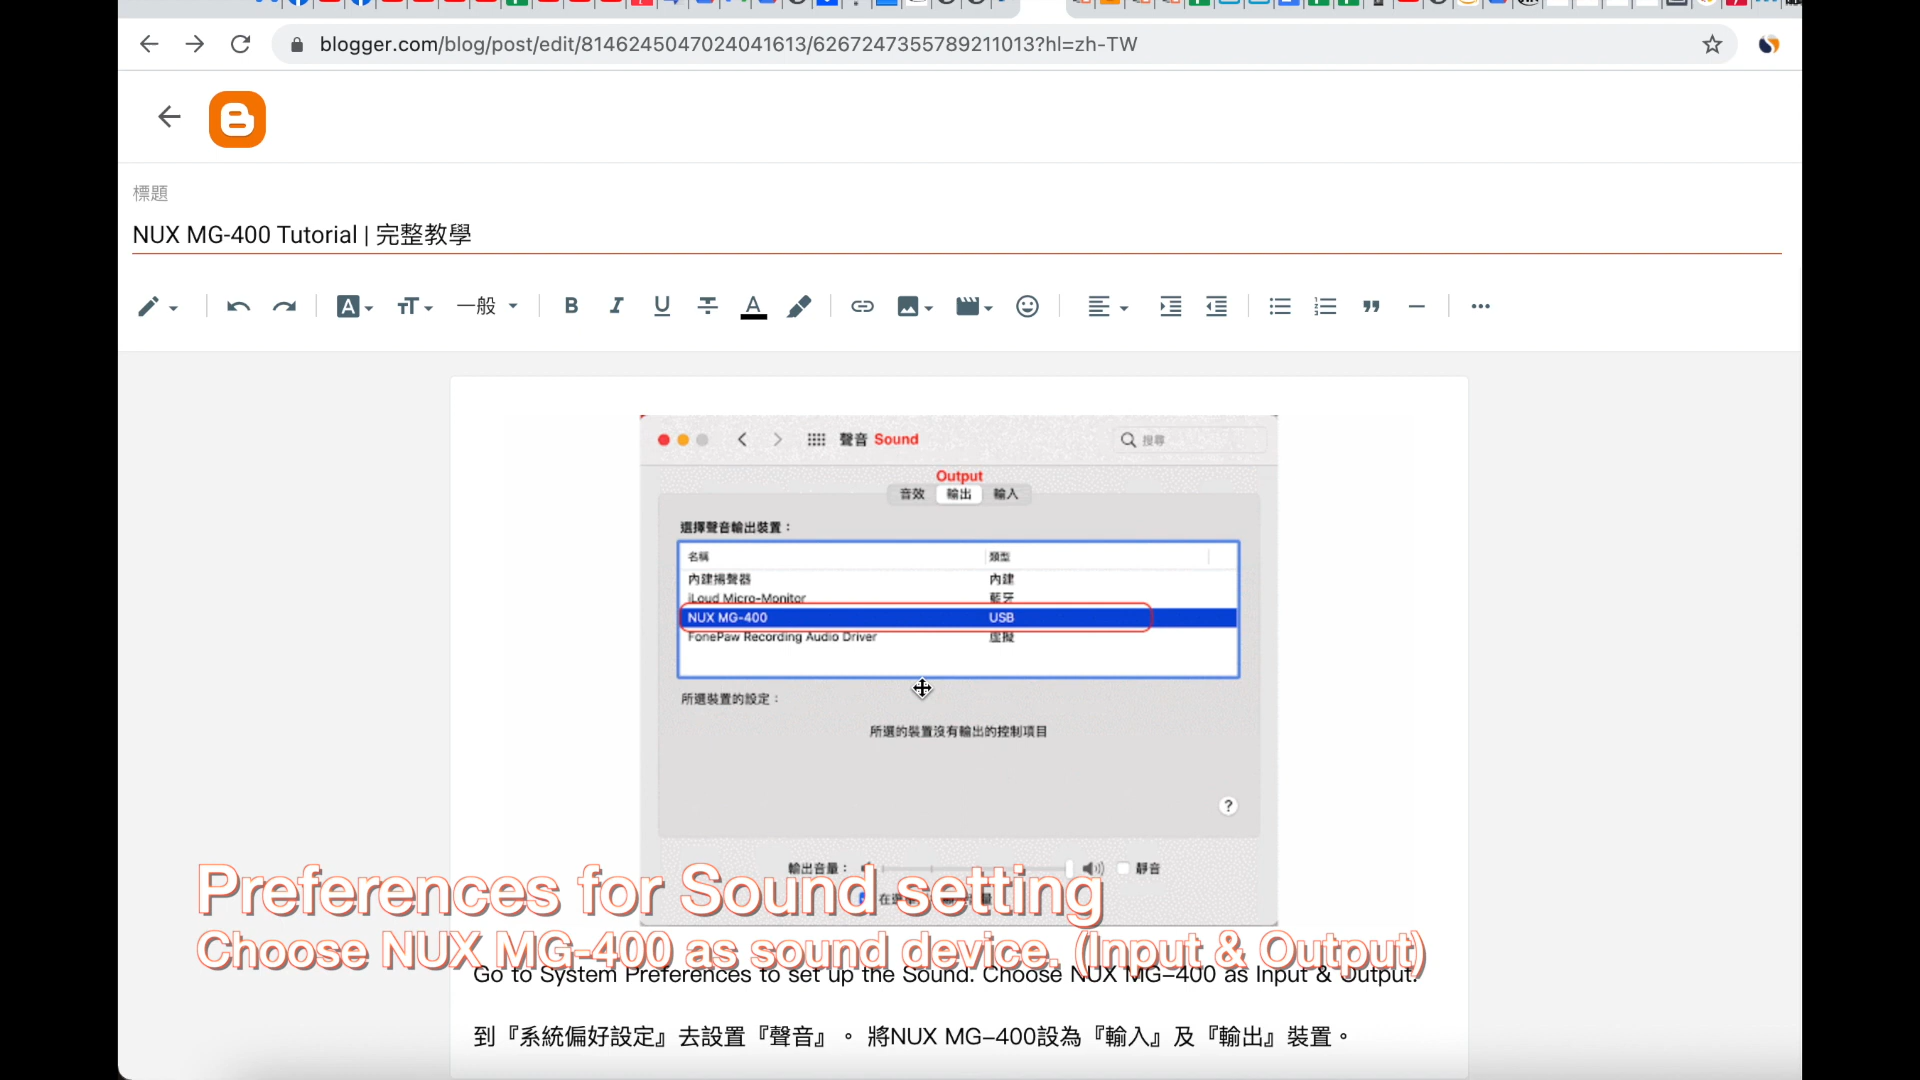 blogger.com/blog/post/edit/8146245047024041613/6267247355789211013?hl=zh-TW
標題
NUX MG-400 Tutorial | 完整教學
一般
聲音 Sound
搜尋
Output
音效 輸出 輸入
選擇聲音輸出裝置：
名稱 類型
內建揚聲器 內建
iLoud Micro-Monitor 藍牙
NUX MG-400 USB
FonePaw Recording Audio Driver 虛擬
所選裝置的設定：
所選的裝置沒有輸出的控制項目
?
輸出音量： 靜音
Preferences for Sound setting
Choose NUX MG-400 as sound device. (Input & Output)
Go to System Preferences to set up the Sound. Choose NUX MG-400 as Input & Output.
到『系統偏好設定』去設置『聲音』。 將NUX MG-400設為『輸入』及『輸出』裝置。